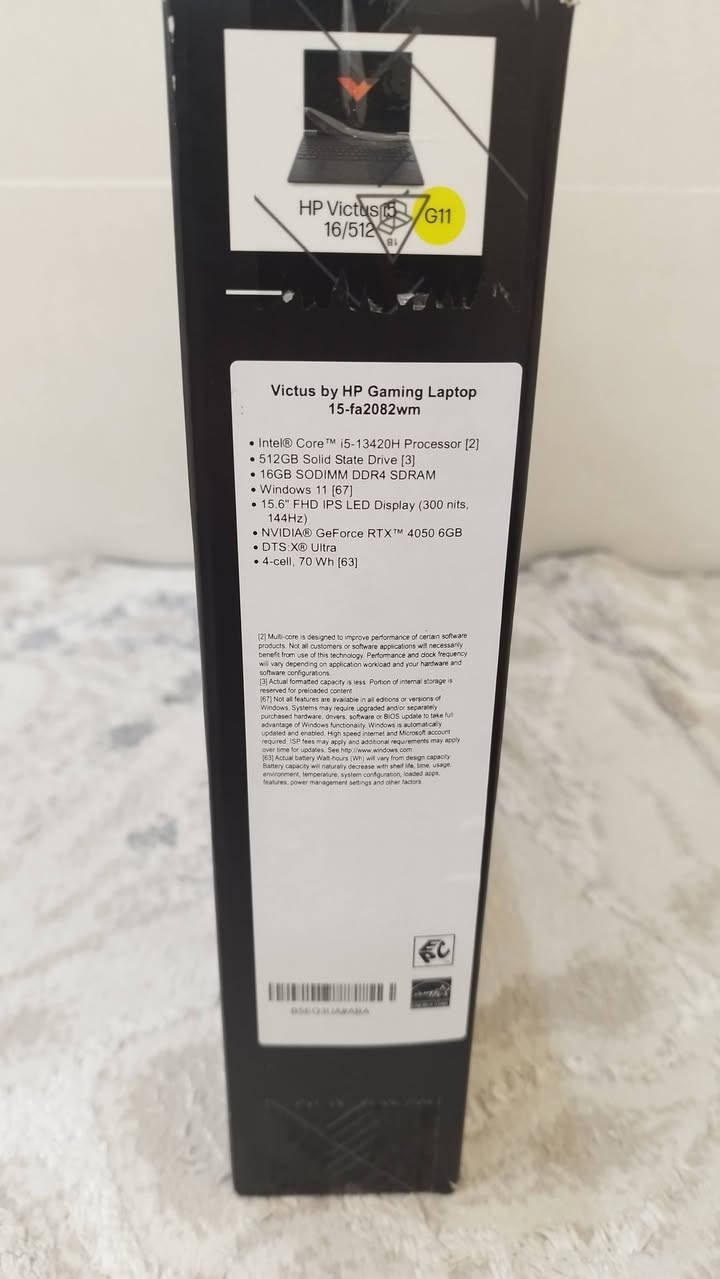 HP Victus i5
16/512
G11
18
Victus by HP Gaming Laptop
15-fa2082wm
• Intel® Core™ i5-13420H Processor [2]
• 512GB Solid State Drive [3]
• 16GB SODIMM DDR4 SDRAM
• Windows 11 [67]
• 15.6" FHD IPS LED Display (300 nits,
144Hz)
• NVIDIA® GeForce RTX™ 4050 6GB
• DTS:X® Ultra
• 4-cell, 70 Wh [63]
[2] Multi-core is designed to improve performance of certain software
products. Not all customers or software applications will necessarily
benefit from use of this technology. Performance and clock frequency
will vary depending on application workload and your hardware and
software configurations.
[3] Actual formatted capacity is less. Portion of internal storage is
reserved for preloaded content
[67] Not all features are available in all editions or versions of
Windows. Systems may require upgraded and/or separately
purchased hardware, drivers, software or BIOS update to take full
advantage of Windows functionality. Windows is automatically
updated and enabled. High speed internet and Microsoft account
required. ISP fees may apply and additional requirements may apply
over time for updates. See http://www.windows.com
[63] Actual battery Watt-hours (Wh) will vary from design capacity.
Battery capacity will naturally decrease with shelf life, time, usage,
environment, temperature, system configuration, loaded apps,
features, power management settings and other factors.
B5EQ3UA#ABA